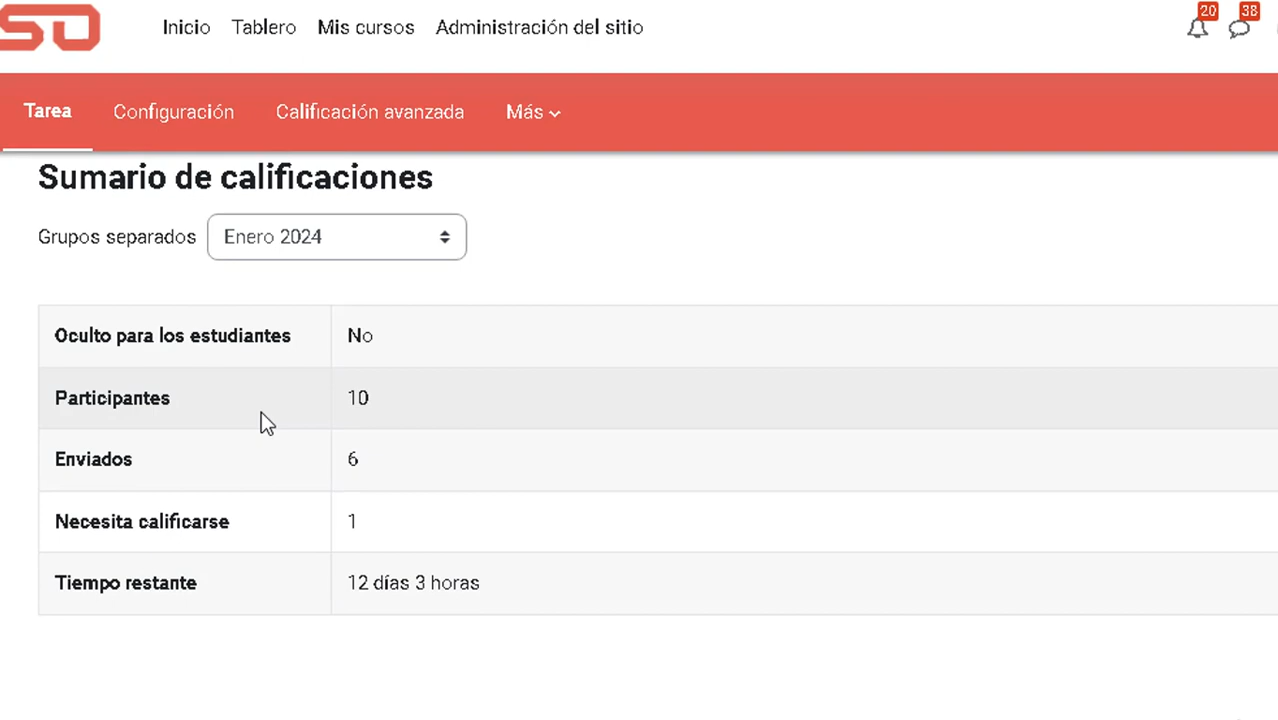 SO
Inicio Tablero Mis cursos Administración del sitio 20 38
Tarea Configuración Calificación avanzada Más
Sumario de calificaciones
Grupos separados Enero 2024
Oculto para los estudiantes No
Participantes 10
Enviados 6
Necesita calificarse 1
Tiempo restante 12 días 3 horas